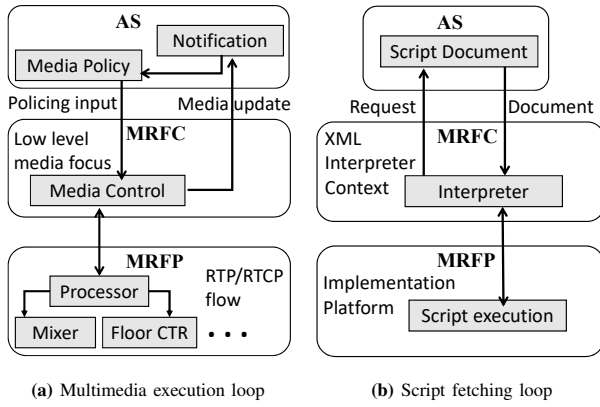 AS
Notification
Media Policy
Policing input
Media update
MRFC
Low level
media focus
Media Control
MRFP
RTP/RTCP
flow
Processor
Mixer
Floor CTR
. . .
(a) Multimedia execution loop
AS
Script Document
Request
Document
MRFC
XML
Interpreter
Context
Interpreter
MRFP
Implementation
Platform
Script execution
(b) Script fetching loop